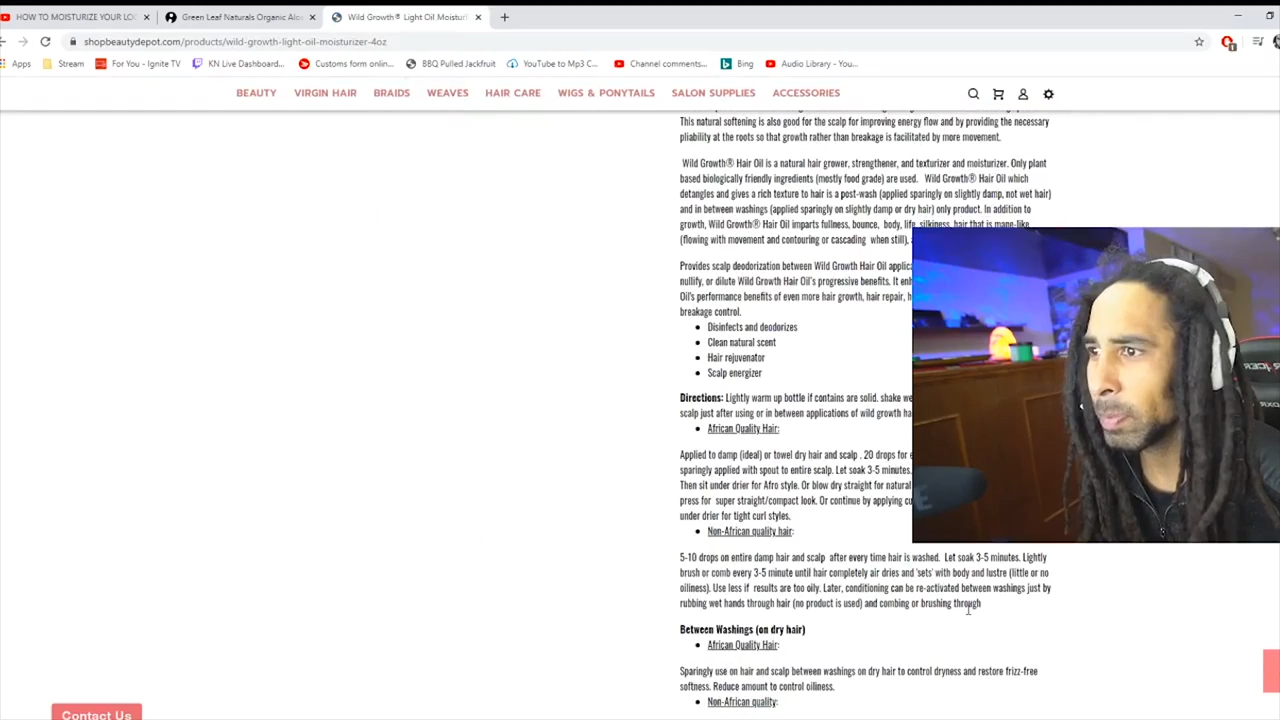 HOW TO MOISTURIZE YOUR LO
Green Leaf Naturals Organic Alo
Wild Growth® Light Oil Moistur
shopbeautydepot.com/products/wild-growth-light-oil-moisturizer-4oz
Apps Stream For You - Ignite TV KN Live Dashboard... Customs form onlin... BBQ Pulled Jackfruit YouTube to Mp3 C... Channel comments... Bing Audio Library - You...
BEAUTY VIRGIN HAIR BRAIDS WEAVES HAIR CARE WIGS & PONYTAILS SALON SUPPLIES ACCESSORIES
This natural softening is also good for the scalp for improving energy flow and by providing the necessary
pliability at the roots so that growth rather than breakage is facilitated by more movement.
Wild Growth® Hair Oil is a natural hair grower, strengthener, and texturizer and moisturizer. Only plant
based biologically friendly ingredients (mostly food grade) are used. Wild Growth® Hair Oil which
detangles and gives a rich texture to hair is a post-wash (applied sparingly on slightly damp, not wet hair)
and in between washings (applied sparingly on slightly damp or dry hair) only product. In addition to
growth, Wild Growth® Hair Oil imparts fullness, bounce, body, life, silkiness, hair that is mane-like
(flowing with movement and contouring or cascading when still),
Provides scalp deodorization between Wild Growth Hair Oil applica
nullify, or dilute Wild Growth Hair Oil's progressive benefits. It enh
Oil's performance benefits of even more hair growth, hair repair, h
breakage control.
Disinfects and deodorizes
Clean natural scent
Hair rejuvenator
Scalp energizer
Directions: Lightly warm up bottle if contains are solid. shake we
scalp just after using or in between applications of wild growth ha
African Quality Hair:
Applied to damp (ideal) or towel dry hair and scalp . 20 drops for e
sparingly applied with spout to entire scalp. Let soak 3-5 minutes.
Then sit under drier for Afro style. Or blow dry straight for natural
press for super straight/compact look. Or continue by applying cu
under drier for tight curl styles.
Non-African quality hair:
5-10 drops on entire damp hair and scalp after every time hair is washed. Let soak 3-5 minutes. Lightly
brush or comb every 3-5 minute until hair completely air dries and 'sets' with body and lustre (little or no
oiliness). Use less if results are too oily. Later, conditioning can be re-activated between washings just by
rubbing wet hands through hair (no product is used) and combing or brushing through
Between Washings (on dry hair)
African Quality Hair:
Sparingly use on hair and scalp between washings on dry hair to control dryness and restore frizz-free
softness. Reduce amount to control oiliness.
Non-African quality:
Contact Us